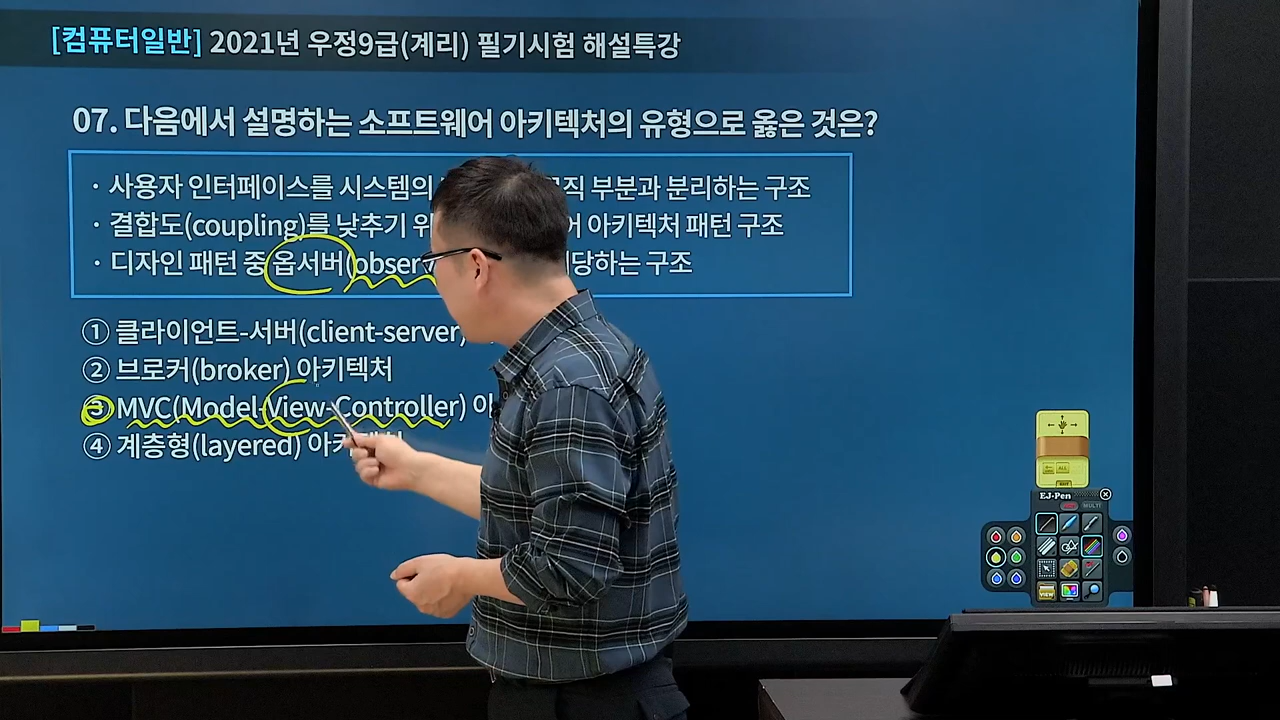 [컴퓨터일반] 2021년 우정9급(계리) 필기시험 해설특강
07. 다음에서 설명하는 소프트웨어 아키텍처의 유형으로 옳은 것은?
· 사용자 인터페이스를 시스템의 부분과 분리하는 구조
· 결합도(coupling)를 낮추기 아키텍처 패턴 구조
· 디자인 패턴 중 옵서버( 구조
① 클라이언트-서버(client-server)
② 브로커(broker) 아키텍처
③ MVC(Model-View-Controller)
④ 계층형(layered) 아키텍처
EJ-Pen
MULTI
VIEW